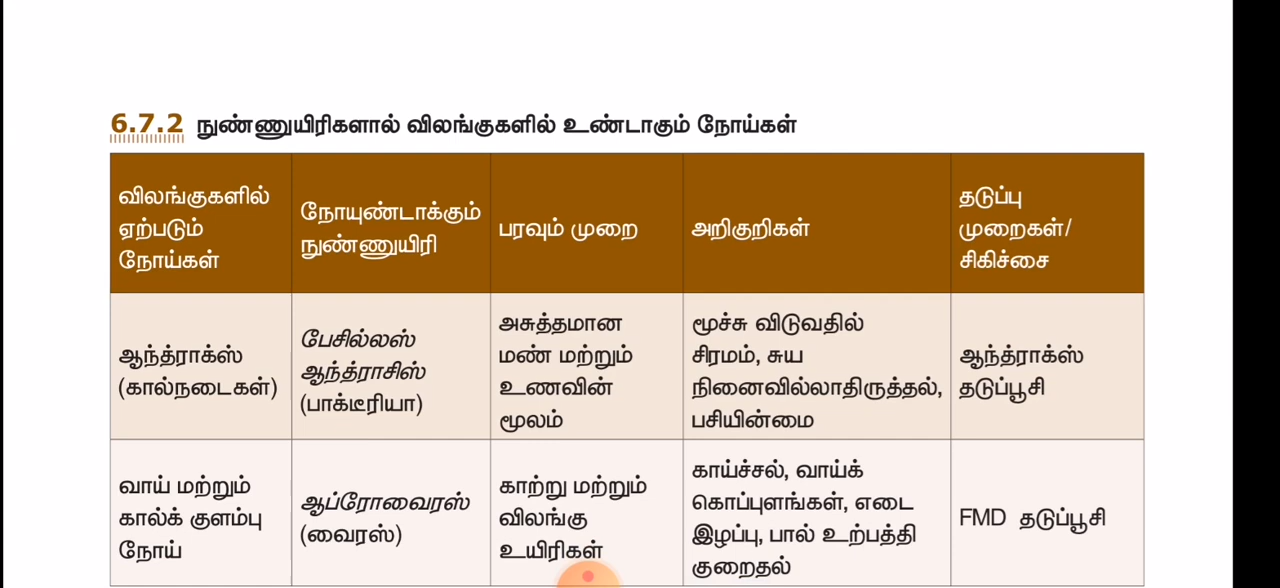 6.7.2 நுண்ணுயிரிகளால் விலங்குகளில் உண்டாகும் நோய்கள்
விலங்குகளில்
ஏற்படும்
நோய்கள்
நோயுண்டாக்கும்
நுண்ணுயிரி
பரவும் முறை
அறிகுறிகள்
தடுப்பு
முறைகள்/
சிகிச்சை
ஆந்த்ராக்ஸ்
(கால்நடைகள்)
பேசில்லஸ்
ஆந்த்ராசிஸ்
(பாக்டீரியா)
அசுத்தமான
மண் மற்றும்
உணவின்
மூலம்
மூச்சு விடுவதில்
சிரமம், சுய
நினைவில்லாதிருத்தல்,
பசியின்மை
ஆந்த்ராக்ஸ்
தடுப்பூசி
வாய் மற்றும்
கால்க் குளம்பு
நோய்
ஆப்ரோவைரஸ்
(வைரஸ்)
காற்று மற்றும்
விலங்கு
உயிரிகள்
காய்ச்சல், வாய்க்
கொப்புளங்கள், எடை
இழப்பு, பால் உற்பத்தி
குறைதல்
FMD தடுப்பூசி